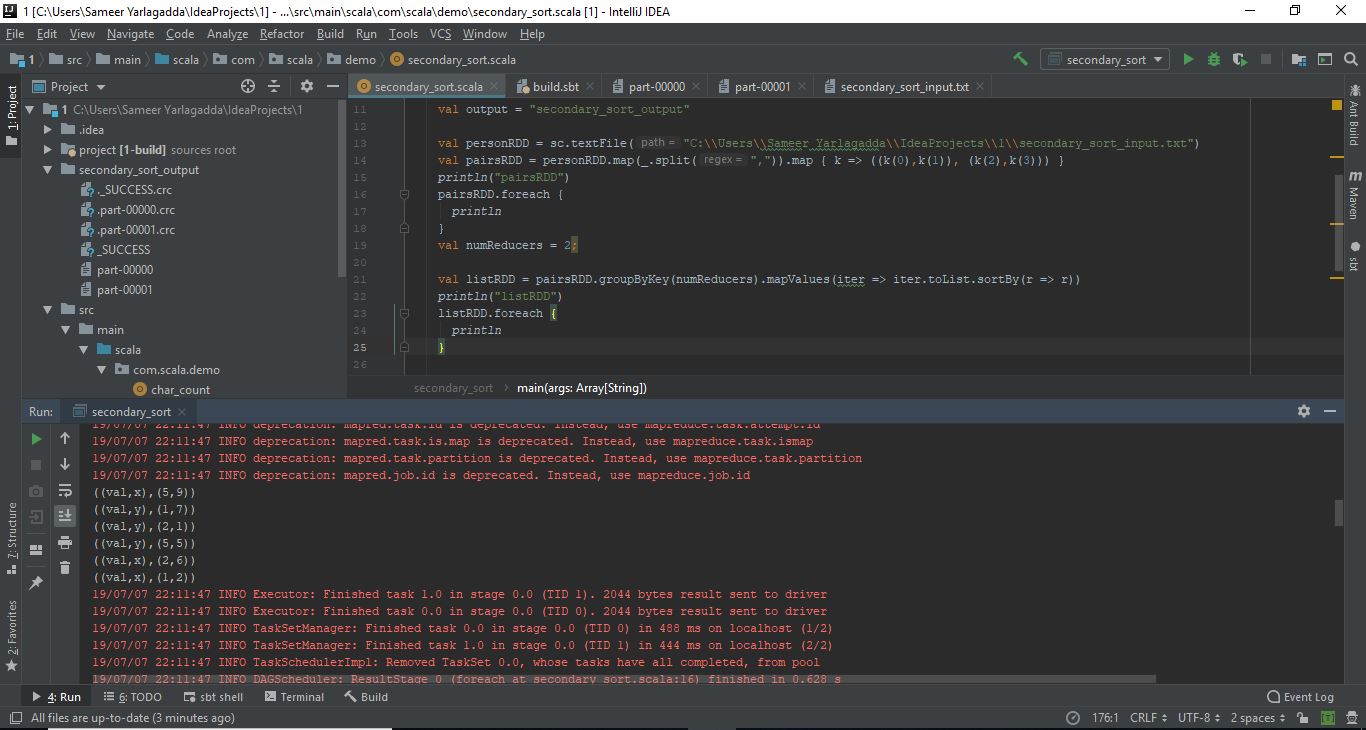 1 [C:\Users\Sameer Yarlagadda\IdeaProjects\1] - ...\src\main\scala\com\scala\demo\secondary_sort.scala [1] - IntelliJ IDEA
File Edit View Navigate Code Analyze Refactor Build Run Tools VCS Window Help
1 src main scala com scala demo secondary_sort.scala secondary_sort
Project
secondary_sort.scala build.sbt part-00000 part-00001 secondary_sort_input.txt
1: Project
1 C:\Users\Sameer Yarlagadda\IdeaProjects\1
.idea
project [1-build] sources root
secondary_sort_output
._SUCCESS.crc
.part-00000.crc
.part-00001.crc
_SUCCESS
part-00000
part-00001
src
main
scala
com.scala.demo
char_count
11 val output = "secondary_sort_output"
12
13 val personRDD = sc.textFile( path = "C:\\Users\\Sameer Yarlagadda\\IdeaProjects\\1\\secondary_sort_input.txt")
14 val pairsRDD = personRDD.map(_.split( regex = ",")).map { k => ((k(0),k(1)), (k(2),k(3))) }
15 println("pairsRDD")
16 pairsRDD.foreach {
17 println
18 }
19 val numReducers = 2;
20
21 val listRDD = pairsRDD.groupByKey(numReducers).mapValues(iter => iter.toList.sortBy(r => r))
22 println("listRDD")
23 listRDD.foreach {
24 println
25 }
26
secondary_sort main(args: Array[String])
Ant Build
Maven
sbt
Run: secondary_sort
19/07/07 22:11:47 INFO deprecation: mapred.task.id is deprecated. Instead, use mapreduce.task.attempt.id
19/07/07 22:11:47 INFO deprecation: mapred.task.is.map is deprecated. Instead, use mapreduce.task.ismap
19/07/07 22:11:47 INFO deprecation: mapred.task.partition is deprecated. Instead, use mapreduce.task.partition
19/07/07 22:11:47 INFO deprecation: mapred.job.id is deprecated. Instead, use mapreduce.job.id
((val,x),(5,9))
((val,y),(1,7))
((val,y),(2,1))
((val,y),(5,5))
((val,x),(2,6))
((val,x),(1,2))
19/07/07 22:11:47 INFO Executor: Finished task 1.0 in stage 0.0 (TID 1). 2044 bytes result sent to driver
19/07/07 22:11:47 INFO Executor: Finished task 0.0 in stage 0.0 (TID 0). 2044 bytes result sent to driver
19/07/07 22:11:47 INFO TaskSetManager: Finished task 0.0 in stage 0.0 (TID 0) in 488 ms on localhost (1/2)
19/07/07 22:11:47 INFO TaskSetManager: Finished task 1.0 in stage 0.0 (TID 1) in 444 ms on localhost (2/2)
19/07/07 22:11:47 INFO TaskSchedulerImpl: Removed TaskSet 0.0, whose tasks have all completed, from pool
19/07/07 22:11:47 INFO DAGScheduler: ResultStage 0 (foreach at secondary_sort.scala:16) finished in 0.628 s
7: Structure
2: Favorites
4: Run 6: TODO sbt shell Terminal Build Event Log
All files are up-to-date (3 minutes ago) 176:1 CRLF UTF-8 2 spaces